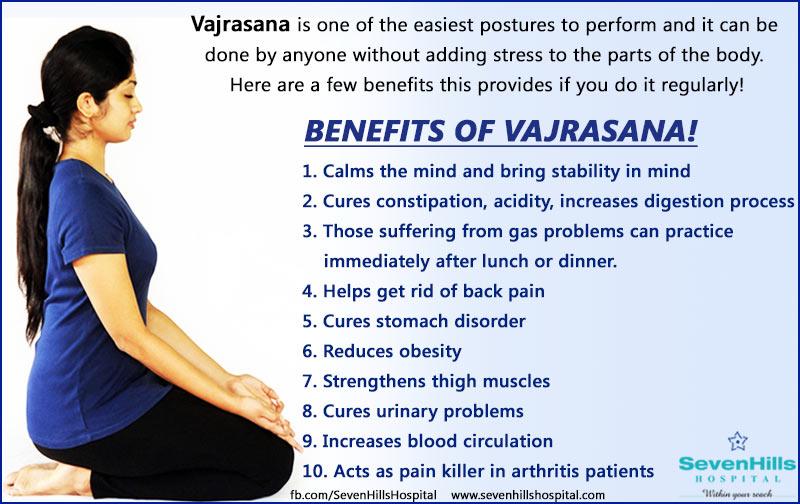 Vajrasana is one of the easiest postures to perform and it can be
done by anyone without adding stress to the parts of the body.
Here are a few benefits this provides if you do it regularly!
BENEFITS OF VAJRASANA!
1. Calms the mind and bring stability in mind
2. Cures constipation, acidity, increases digestion process
3. Those suffering from gas problems can practice
immediately after lunch or dinner.
4. Helps get rid of back pain
5. Cures stomach disorder
6. Reduces obesity
7. Strengthens thigh muscles
8. Cures urinary problems
9. Increases blood circulation
10. Acts as pain killer in arthritis patients
SevenHills
HOSPITAL
Within your reach
fb.com/SevenHillsHospital www.sevenhillshospital.com